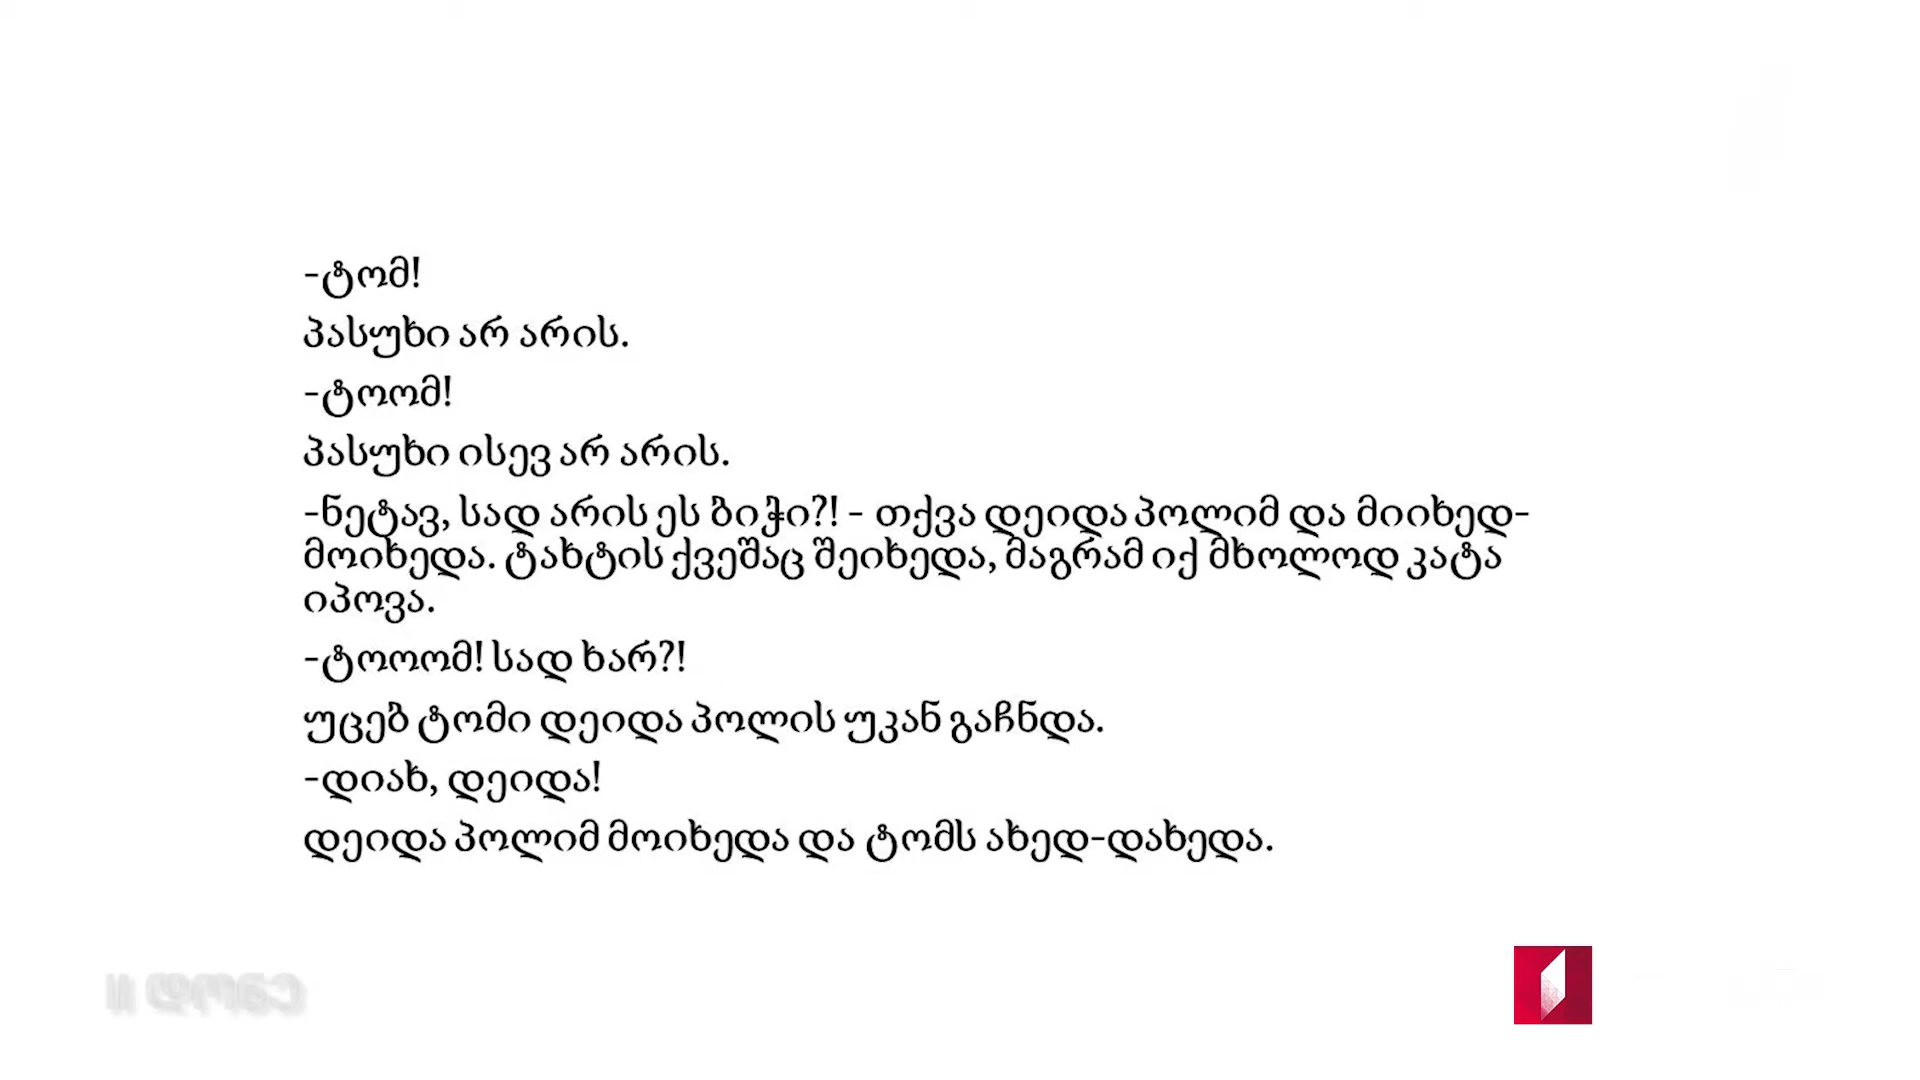 -ტომ!
პასუხი არ არის.
-ტოომ!
პასუხი ისევ არ არის.
-ნეტავ, სად არის ეს ბიჭი?! - თქვა დეიდა პოლიმ და მიიხედ-
მოიხედა. ტახტის ქვეშაც შეიხედა, მაგრამ იქ მხოლოდ კატა
იპოვა.
-ტოოომ! სად ხარ?!
უცებ ტომი დეიდა პოლის უკან გაჩნდა.
-დიახ, დეიდა!
დეიდა პოლიმ მოიხედა და ტომს ახედ-დახედა.
II დონე